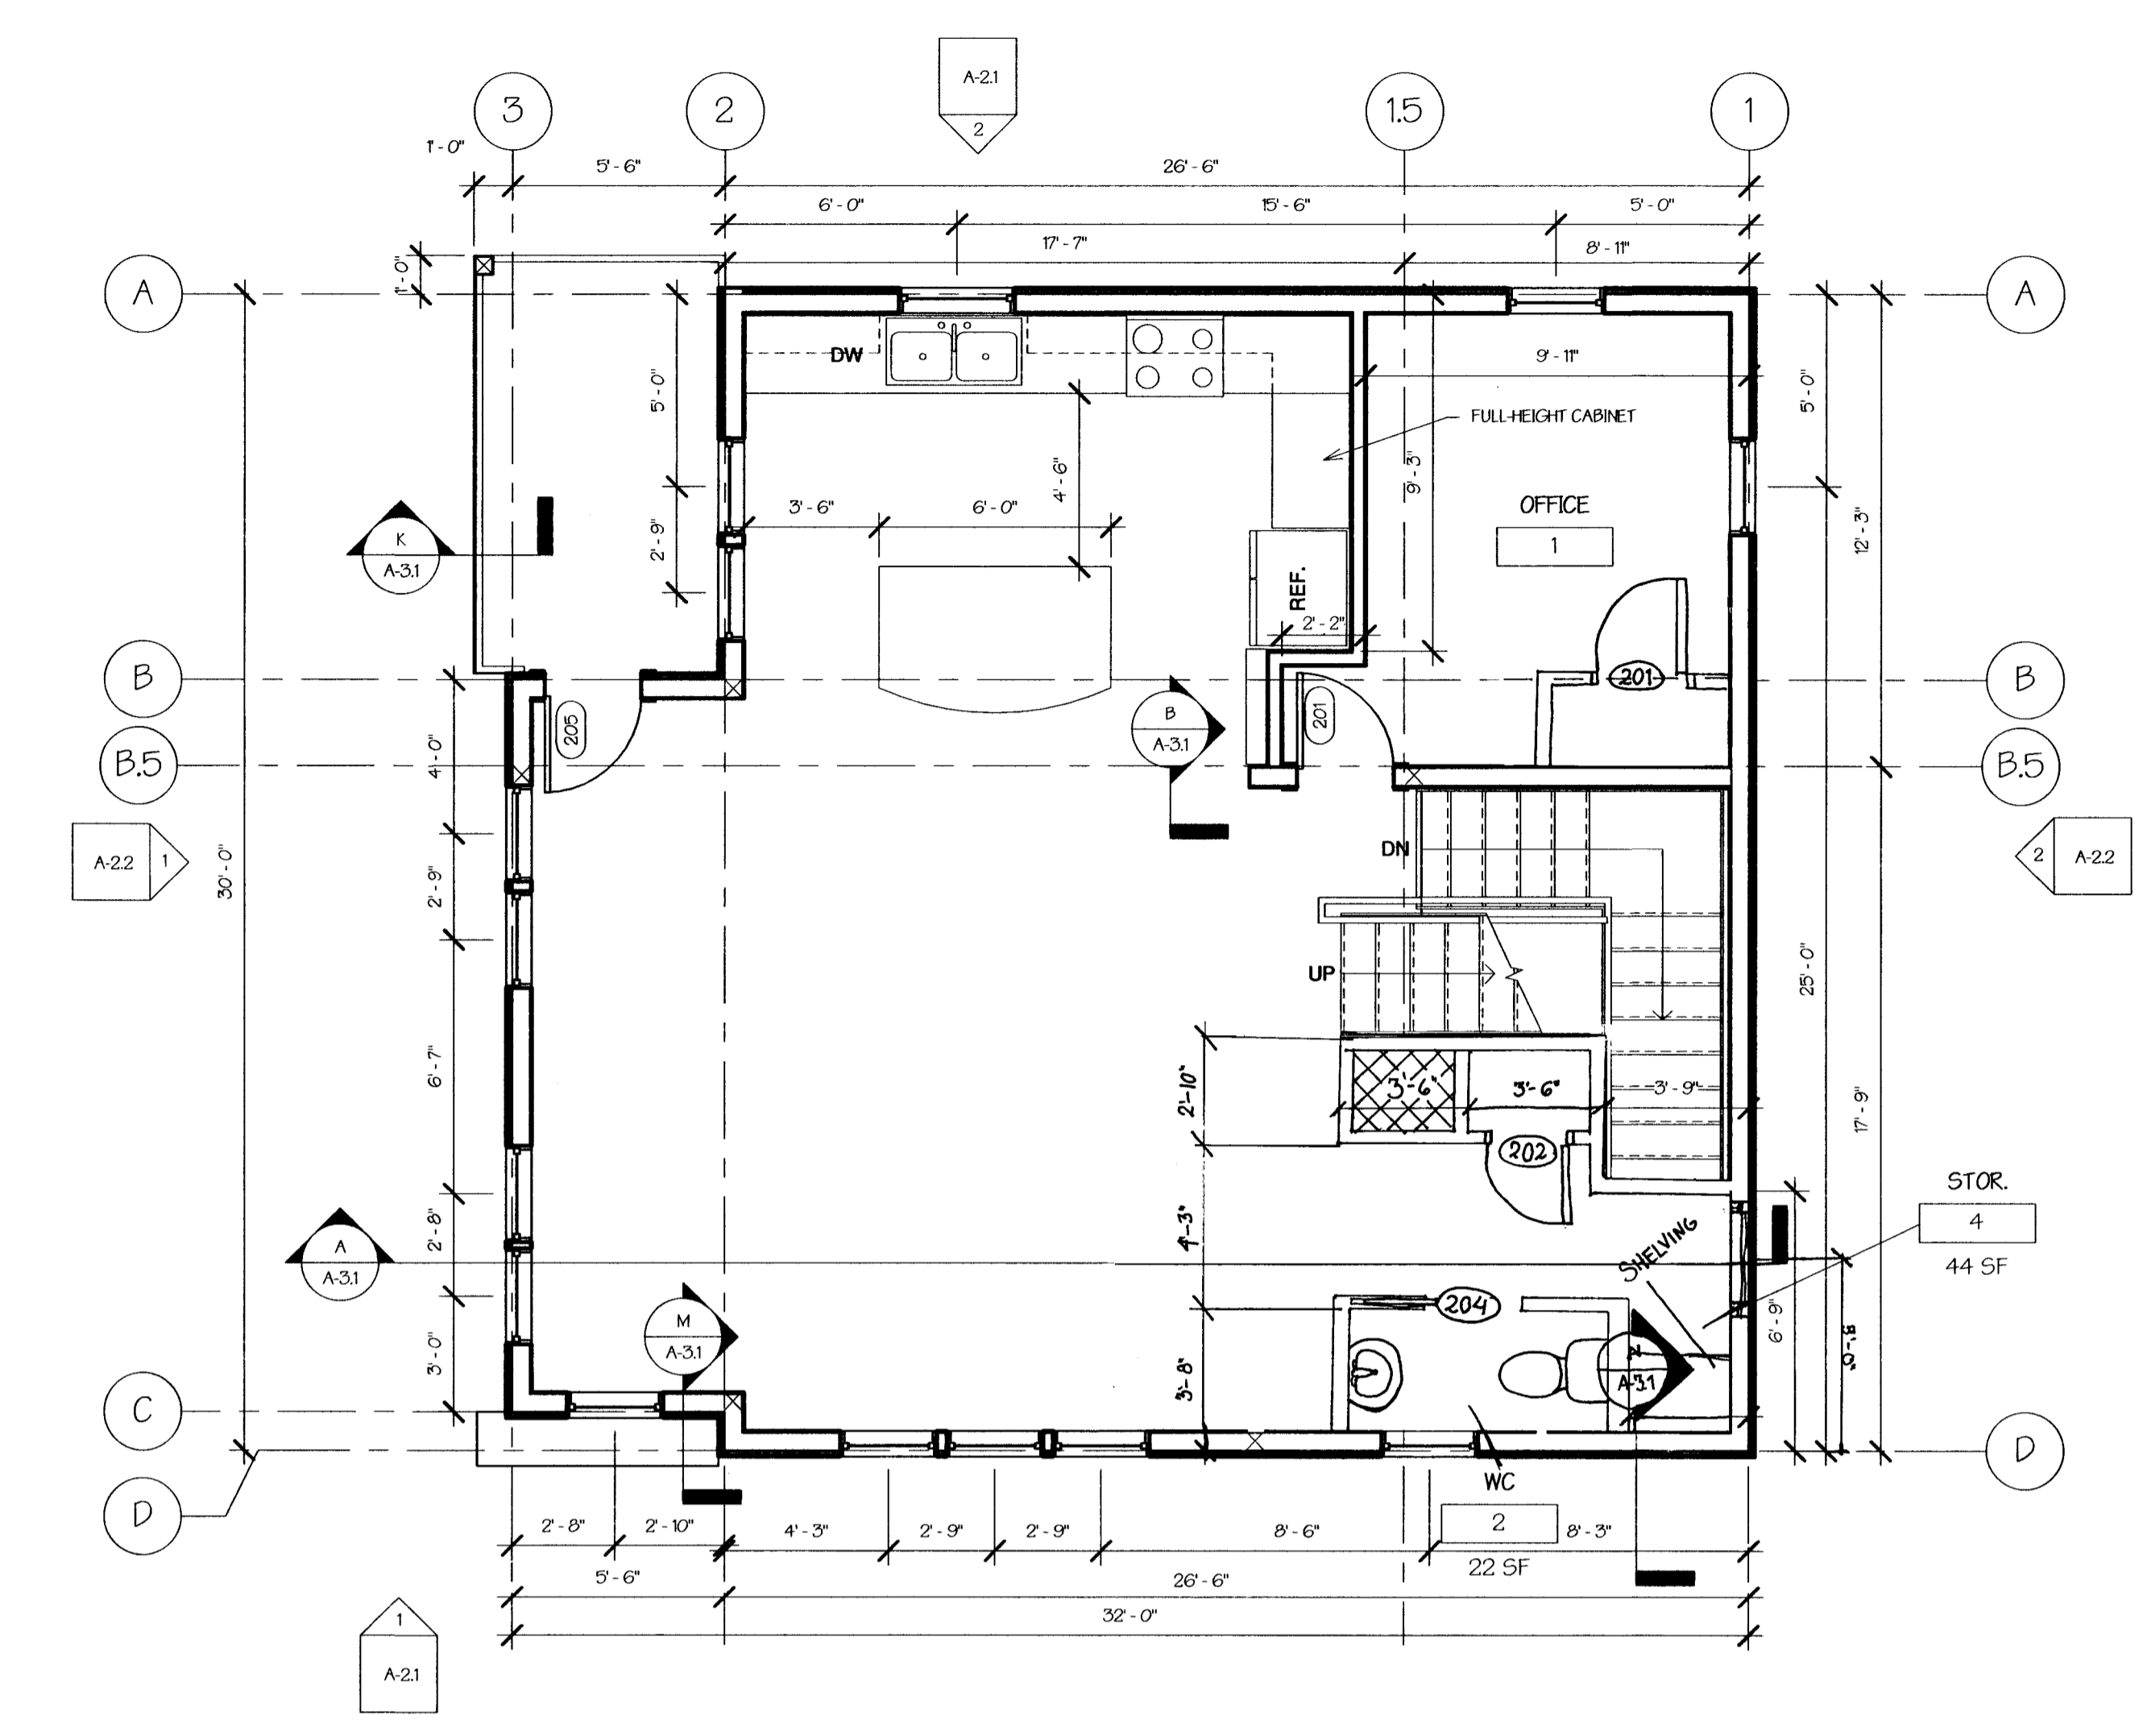 A-2.1
2
3
2
1.5
1
1'-0"
5'-6"
26'-6"
6'-0"
15'-6"
5'-0"
17'-7"
8'-11"
1'-0"
A
A
DW
9'-11"
5'-0"
5'-0"
FULL-HEIGHT CABINET
4'-6"
9'-3"
3'-6"
6'-0"
OFFICE
1
12'-3"
K
A-3.1
2'-9"
REF.
2'-2"
B
201
B
205
B
A-3.1
201
B.5
4'-0"
B.5
A-2.2
1
DN
2
A-2.2
30'-0"
2'-9"
UP
25'-0"
6'-7"
2'-10"
3'-6"
3'-6"
3'-9"
17'-9"
202
STOR.
4
44 SF
2'-8"
4'-3"
SHELVING
A
A-3.1
204
6'-9"
M
A-3.1
3'-0"
3'-8"
A-3.1
C
D
WC
D
2
22 SF
2'-8"
2'-10"
4'-3"
2'-9"
2'-9"
8'-6"
8'-3"
5'-6"
26'-6"
32'-0"
1
A-2.1